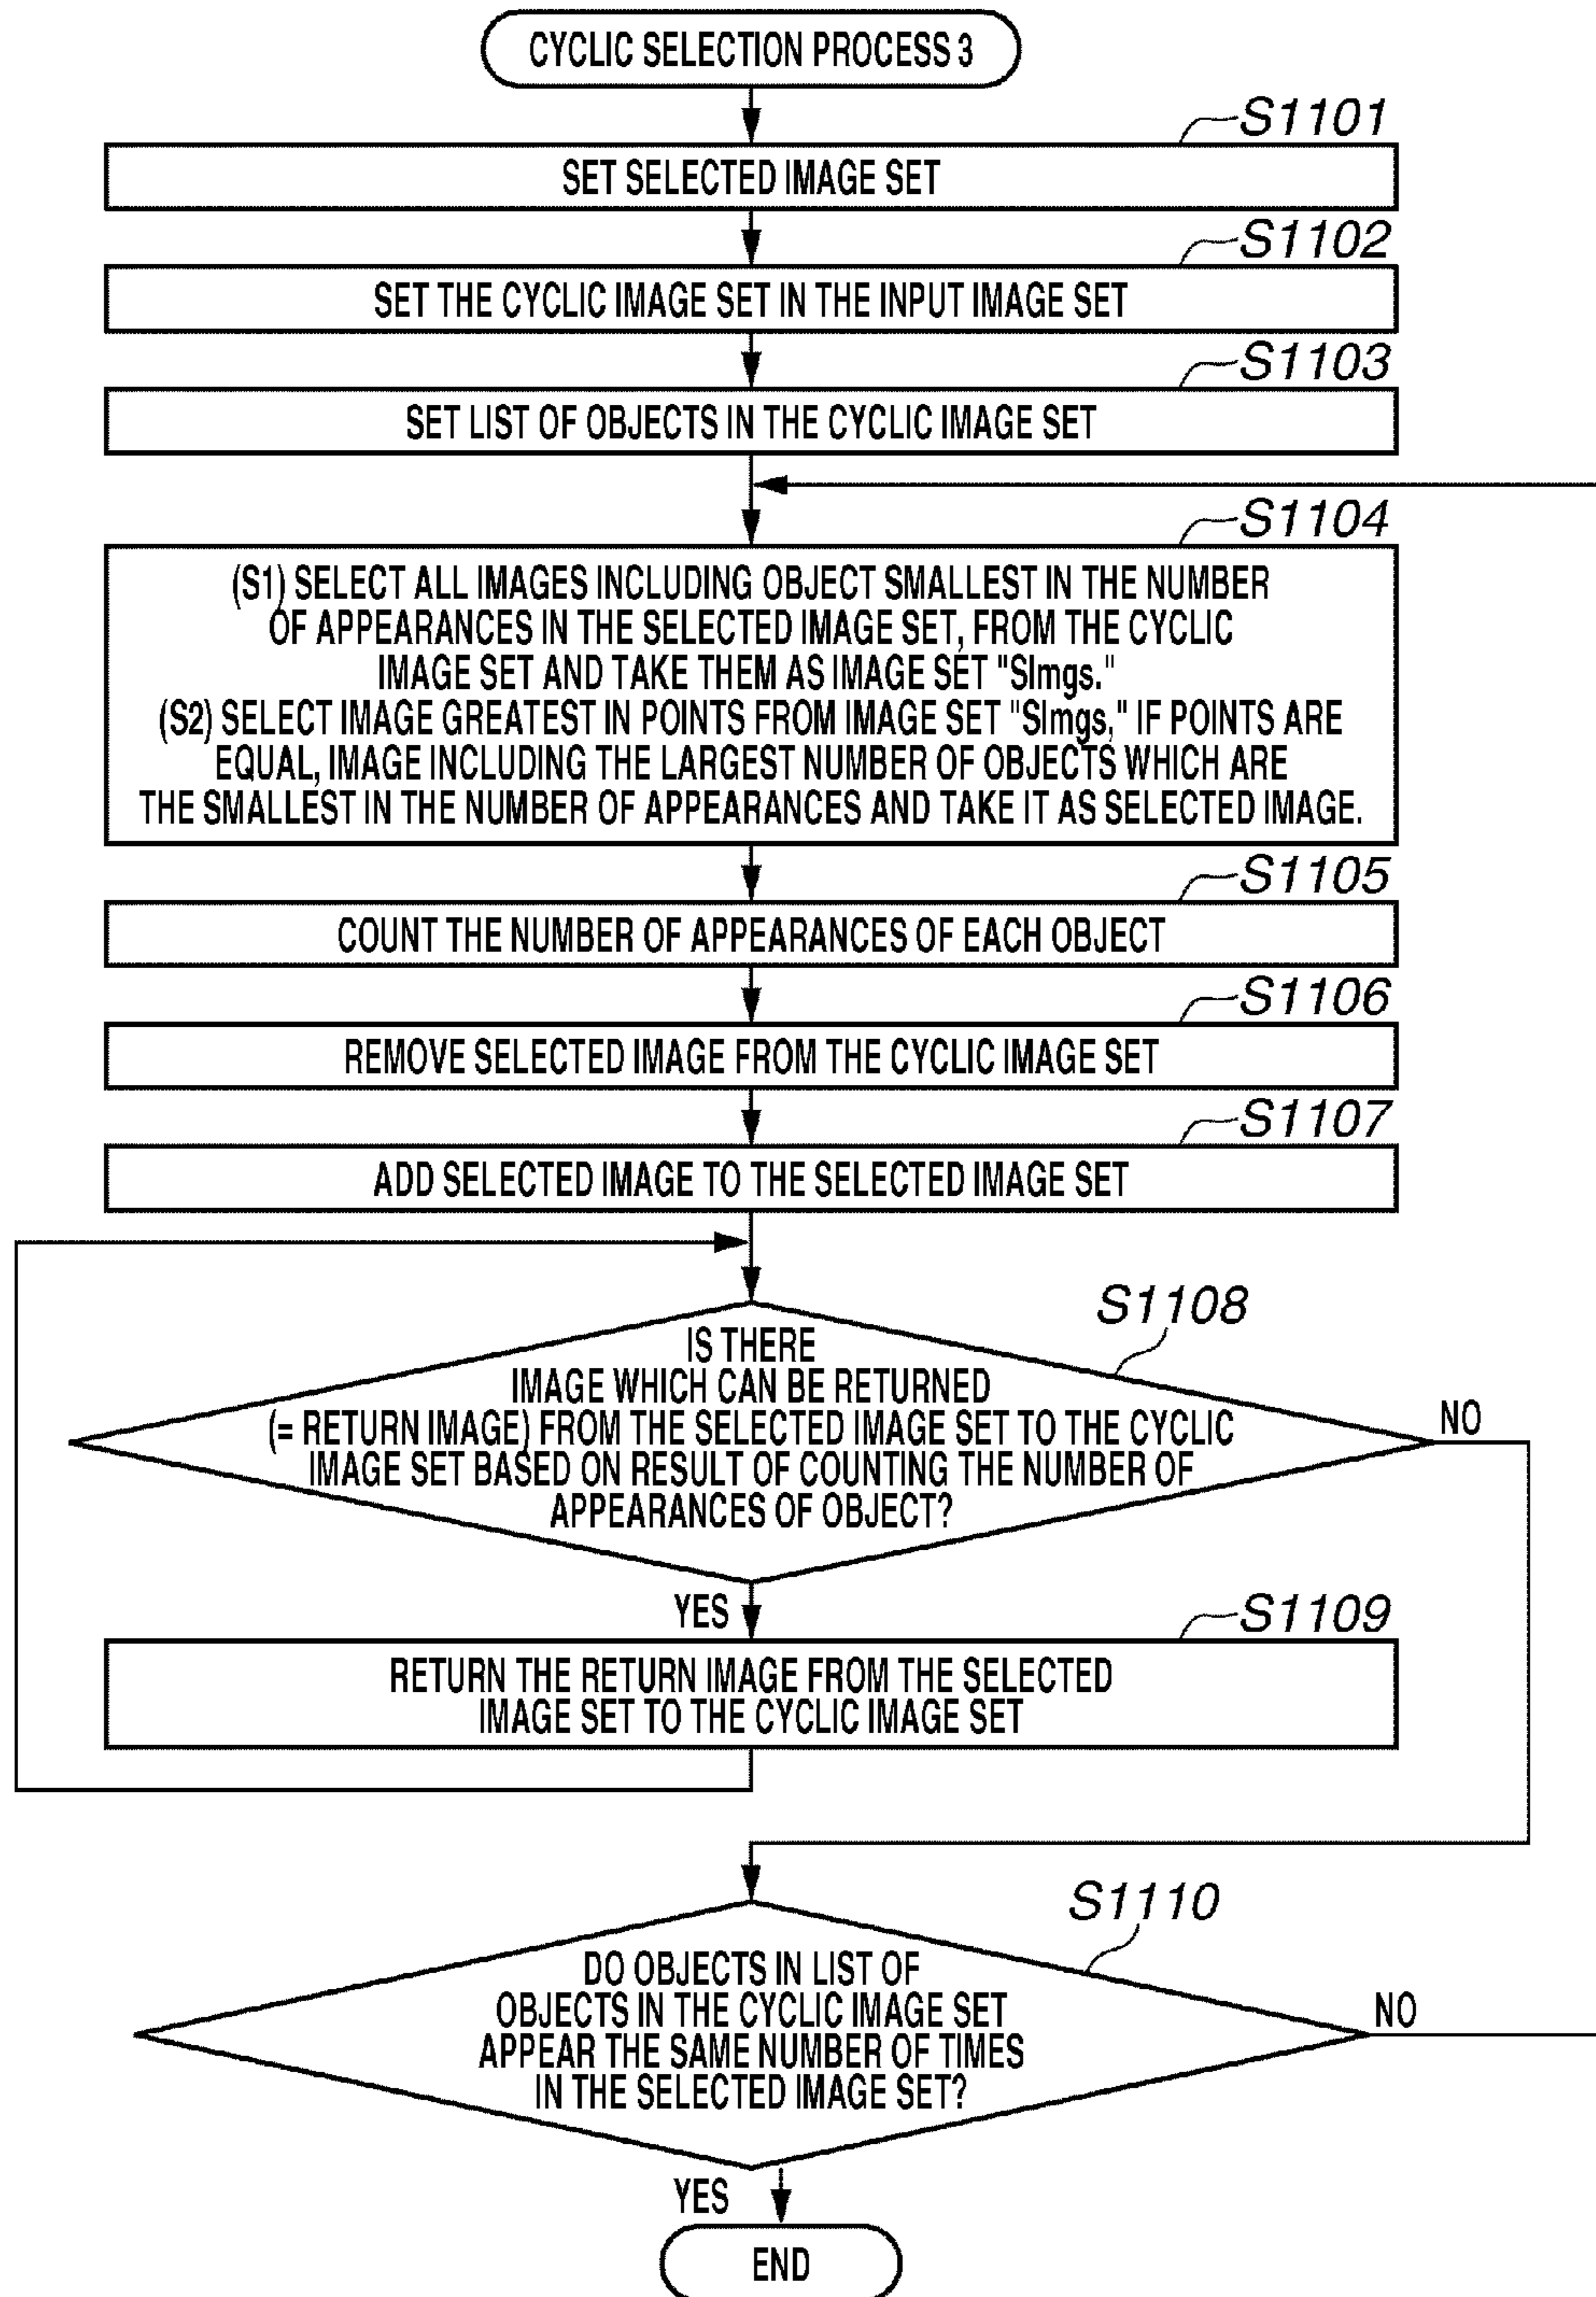 CYCLIC SELECTION PROCESS 3
S1101
SET SELECTED IMAGE SET
S1102
SET THE CYCLIC IMAGE SET IN THE INPUT IMAGE SET
S1103
SET LIST OF OBJECTS IN THE CYCLIC IMAGE SET
S1104
(S1) SELECT ALL IMAGES INCLUDING OBJECT SMALLEST IN THE NUMBER
OF APPEARANCES IN THE SELECTED IMAGE SET, FROM THE CYCLIC
IMAGE SET AND TAKE THEM AS IMAGE SET "SImgs."
(S2) SELECT IMAGE GREATEST IN POINTS FROM IMAGE SET "SImgs," IF POINTS ARE
EQUAL, IMAGE INCLUDING THE LARGEST NUMBER OF OBJECTS WHICH ARE
THE SMALLEST IN THE NUMBER OF APPEARANCES AND TAKE IT AS SELECTED IMAGE.
S1105
COUNT THE NUMBER OF APPEARANCES OF EACH OBJECT
S1106
REMOVE SELECTED IMAGE FROM THE CYCLIC IMAGE SET
S1107
ADD SELECTED IMAGE TO THE SELECTED IMAGE SET
S1108
IS THERE
IMAGE WHICH CAN BE RETURNED
(= RETURN IMAGE) FROM THE SELECTED IMAGE SET TO THE CYCLIC
IMAGE SET BASED ON RESULT OF COUNTING THE NUMBER OF
APPEARANCES OF OBJECT?
NO
YES
S1109
RETURN THE RETURN IMAGE FROM THE SELECTED
IMAGE SET TO THE CYCLIC IMAGE SET
S1110
DO OBJECTS IN LIST OF
OBJECTS IN THE CYCLIC IMAGE SET
APPEAR THE SAME NUMBER OF TIMES
IN THE SELECTED IMAGE SET?
NO
YES
END